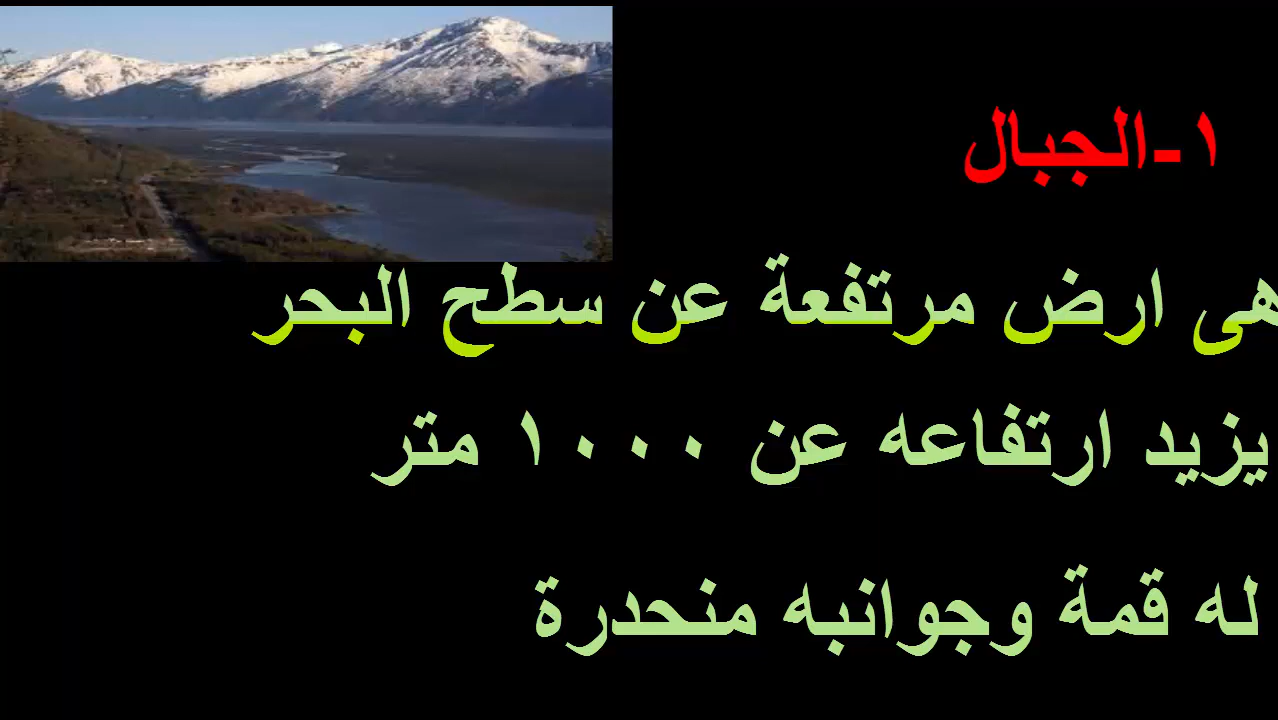 ١-الجبال
هى ارض مرتفعة عن سطح البحر
يزيد ارتفاعه عن ١٠٠٠ متر
له قمة وجوانبه منحدرة